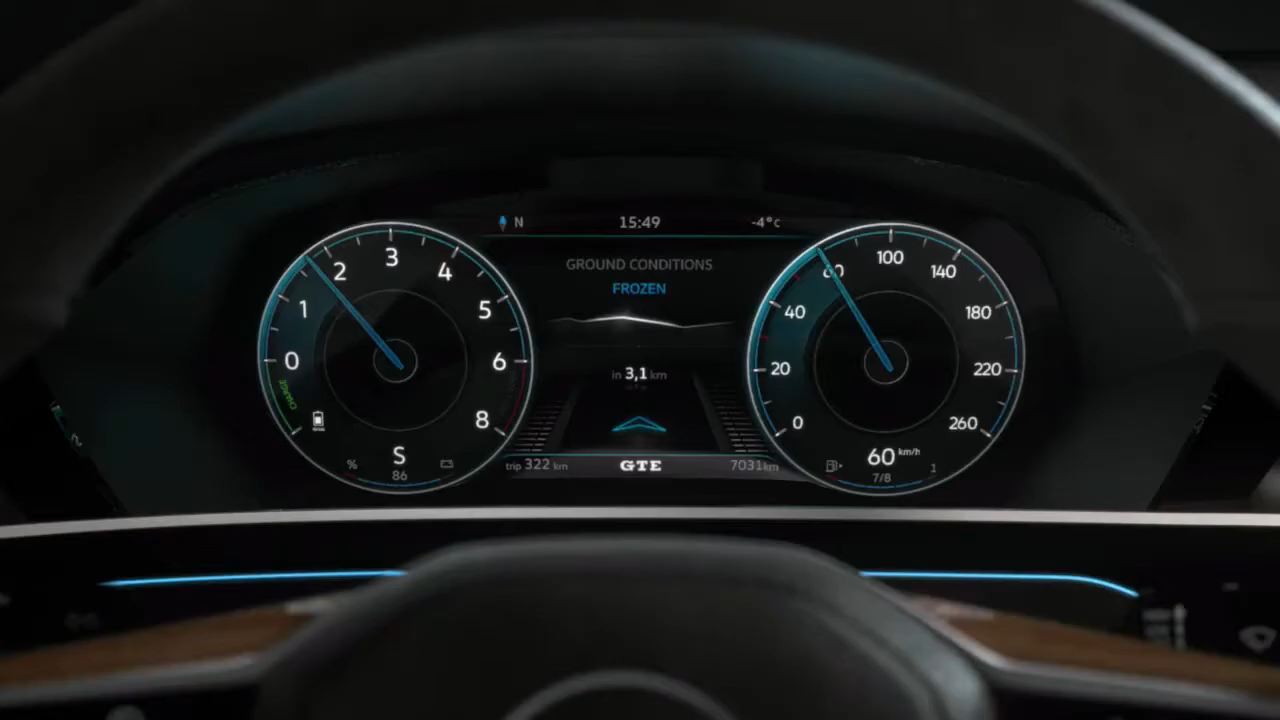 N
15:49
-4°C
GROUND CONDITIONS
FROZEN
in 3,1 km
trip 322 km
GTE
7031km
0
1
2
3
4
5
6
8
CHARGE
S
%
86
0
20
40
60
100
140
180
220
260
60 km/h
7/8
1